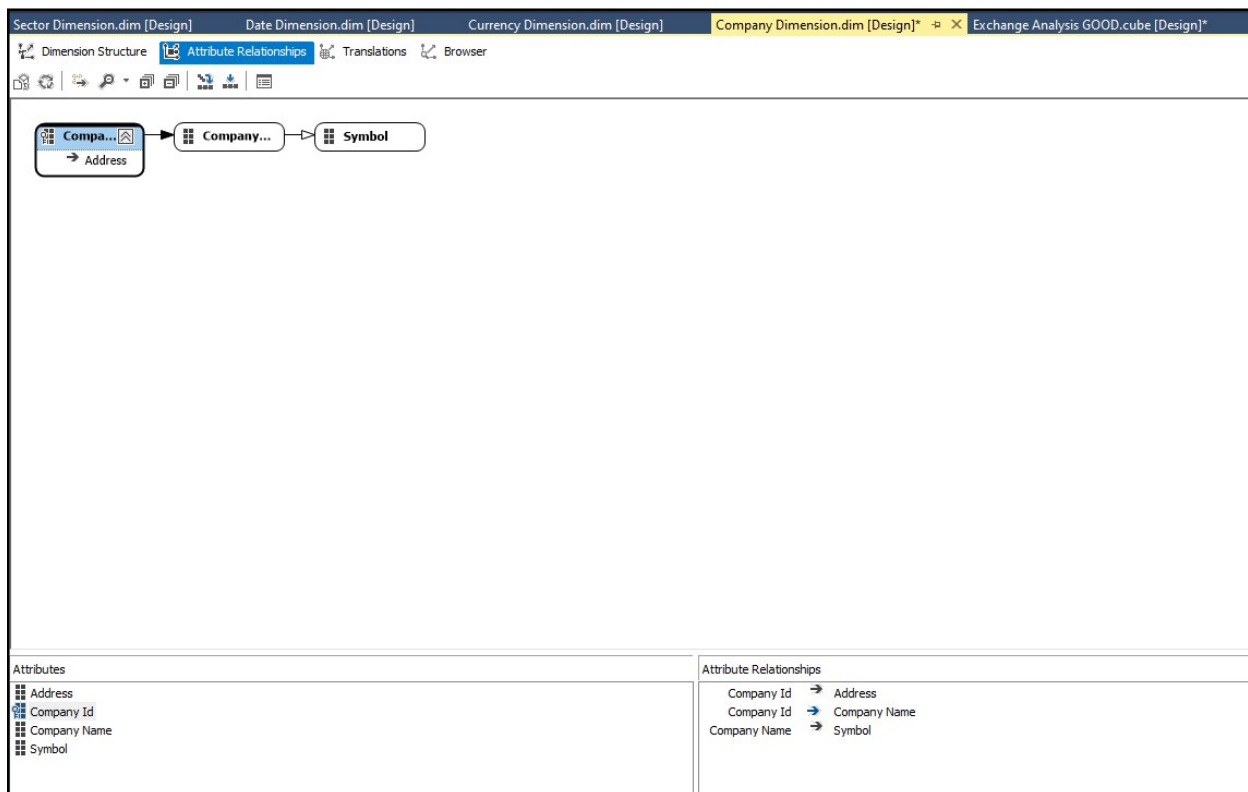 Sector Dimension.dim [Design] Date Dimension.dim [Design] Currency Dimension.dim [Design] Company Dimension.dim [Design]* Exchange Analysis GOOD.cube [Design]*
Dimension Structure Attribute Relationships Translations Browser
Compa... Company... Symbol
Address
Attributes
Address
Company Id
Company Name
Symbol
Attribute Relationships
Company Id Address
Company Id Company Name
Company Name Symbol